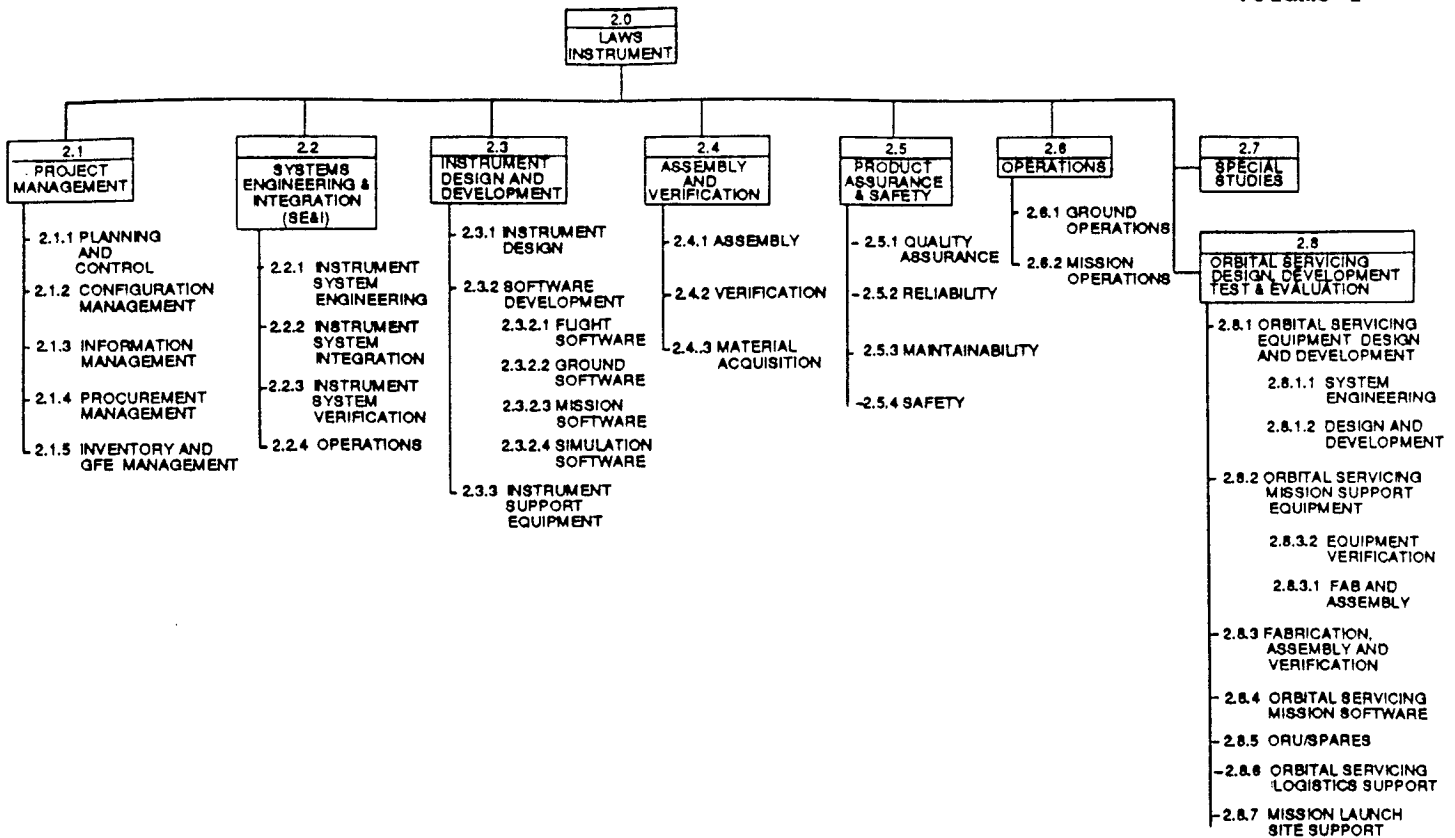 2.0
LAWS
INSTRUMENT
2.1
PROJECT
MANAGEMENT
2.1.1 PLANNING
AND
CONTROL
2.1.2 CONFIGURATION
MANAGEMENT
2.1.3 INFORMATION
MANAGEMENT
2.1.4 PROCUREMENT
MANAGEMENT
2.1.5 INVENTORY AND
GFE MANAGEMENT
2.2
SYSTEMS
ENGINEERING &
INTEGRATION
(SE&I)
2.2.1 INSTRUMENT
SYSTEM
ENGINEERING
2.2.2 INSTRUMENT
SYSTEM
INTEGRATION
2.2.3 INSTRUMENT
SYSTEM
VERIFICATION
2.2.4 OPERATIONS
2.3
INSTRUMENT
DESIGN AND
DEVELOPMENT
2.3.1 INSTRUMENT
DESIGN
2.3.2 SOFTWARE
DEVELOPMENT
2.3.2.1 FLIGHT
SOFTWARE
2.3.2.2 GROUND
SOFTWARE
2.3.2.3 MISSION
SOFTWARE
2.3.2.4 SIMULATION
SOFTWARE
2.3.3 INSTRUMENT
SUPPORT
EQUIPMENT
2.4
ASSEMBLY
AND
VERIFICATION
2.4.1 ASSEMBLY
2.4.2 VERIFICATION
2.4..3 MATERIAL
ACQUISITION
2.5
PRODUCT
ASSURANCE
& SAFETY
2.5.1 QUALITY
ASSURANCE
2.5.2 RELIABILITY
2.5.3 MAINTAINABILITY
2.5.4 SAFETY
2.6
OPERATIONS
2.6.1 GROUND
OPERATIONS
2.6.2 MISSION
OPERATIONS
2.7
SPECIAL
STUDIES
2.8
ORBITAL SERVICING
DESIGN, DEVELOPMENT
TEST & EVALUATION
2.8.1 ORBITAL SERVICING
EQUIPMENT DESIGN
AND DEVELOPMENT
2.8.1.1 SYSTEM
ENGINEERING
2.8.1.2 DESIGN AND
DEVELOPMENT
2.8.2 ORBITAL SERVICING
MISSION SUPPORT
EQUIPMENT
2.8.3.2 EQUIPMENT
VERIFICATION
2.8.3.1 FAB AND
ASSEMBLY
2.8.3 FABRICATION,
ASSEMBLY AND
VERIFICATION
2.8.4 ORBITAL SERVICING
MISSION SOFTWARE
2.8.5 ORU/SPARES
2.8.6 ORBITAL SERVICING
LOGISTICS SUPPORT
2.8.7 MISSION LAUNCH
SITE SUPPORT